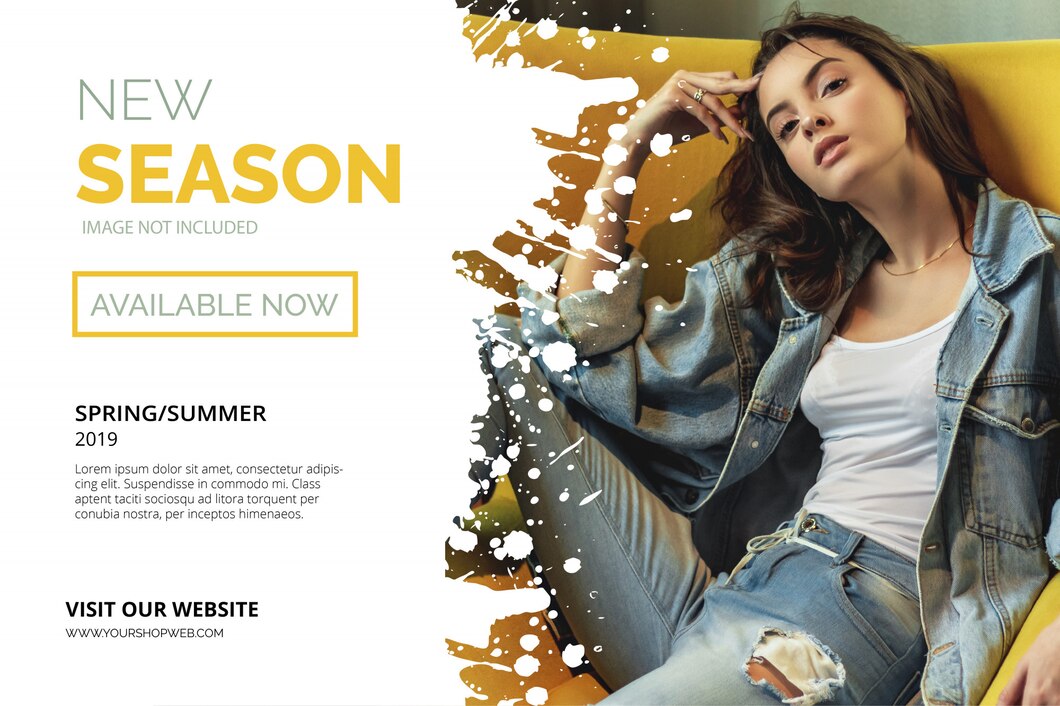 NEW
SEASON
IMAGE NOT INCLUDED
AVAILABLE NOW
SPRING/SUMMER
2019
Lorem ipsum dolor sit amet, consectetur adipis-
cing elit. Suspendisse in commodo mi. Class
aptent taciti sociosqu ad litora torquent per
conubia nostra, per inceptos himenaeos.
VISIT OUR WEBSITE
WWW.YOURSHOPWEB.COM